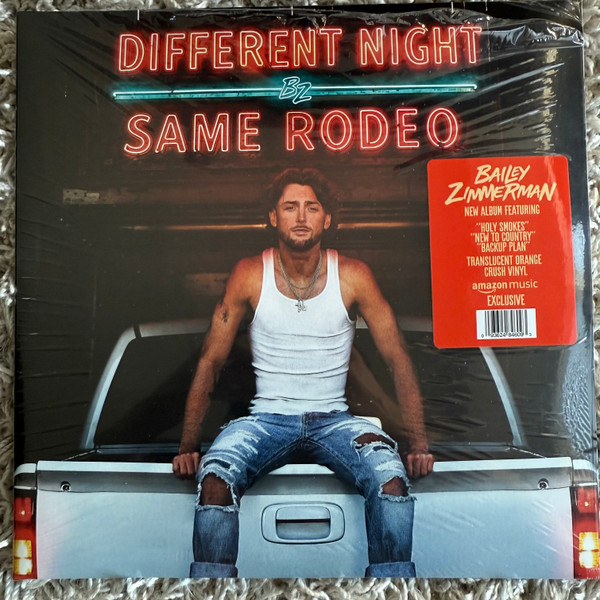 DIFFERENT NIGHT
BZ
SAME RODEO
BAILEY
ZIMMERMAN
NEW ALBUM FEATURING
"HOLY SMOKES"
"NEW TO COUNTRY"
"BACKUP PLAN"
TRANSLUCENT ORANGE
CRUSH VINYL
amazon music
EXCLUSIVE